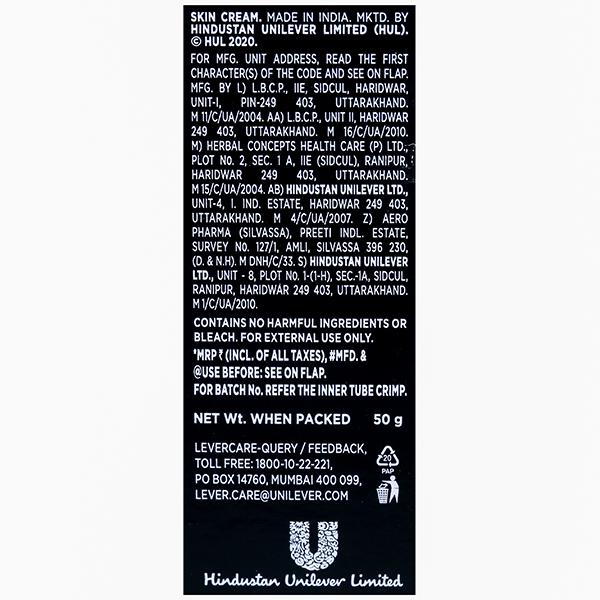 SKIN CREAM. MADE IN INDIA. MKTD. BY
HINDUSTAN UNILEVER LIMITED (HUL).
© HUL 2020.
FOR MFG. UNIT ADDRESS, READ THE FIRST
CHARACTER(S) OF THE CODE AND SEE ON FLAP.
MFG. BY L) L.B.C.P., IIE, SIDCUL, HARIDWAR,
UNIT-I, PIN-249 403, UTTARAKHAND.
M 11/C/UA/2004. AA) L.B.C.P., UNIT II, HARIDWAR
249 403, UTTARAKHAND. M 16/C/UA/2010.
M) HERBAL CONCEPTS HEALTH CARE (P) LTD.,
PLOT No. 2, SEC. 1 A, IIE (SIDCUL), RANIPUR,
HARIDWAR 249 403, UTTARAKHAND.
M 15/C/UA/2004. AB) HINDUSTAN UNILEVER LTD.,
UNIT-4, I. IND. ESTATE, HARIDWAR 249 403,
UTTARAKHAND. M 4/C/UA/2007. Z) AERO
PHARMA (SILVASSA), PREETI INDL. ESTATE,
SURVEY No. 127/1, AMLI, SILVASSA 396 230,
(D. & N.H). M DNH/C/33. S) HINDUSTAN UNILEVER
LTD., UNIT - 8, PLOT No. 1-(1-H), SEC.-1A, SIDCUL,
RANIPUR, HARIDWAR 249 403, UTTARAKHAND.
M 1/C/UA/2010.
CONTAINS NO HARMFUL INGREDIENTS OR
BLEACH. FOR EXTERNAL USE ONLY.
*MRP ₹ (INCL. OF ALL TAXES), #MFD. &
@USE BEFORE: SEE ON FLAP.
FOR BATCH No. REFER THE INNER TUBE CRIMP.
NET Wt. WHEN PACKED 50 g
LEVERCARE-QUERY / FEEDBACK,
TOLL FREE: 1800-10-22-221,
PO BOX 14760, MUMBAI 400 099,
LEVER.CARE@UNILEVER.COM
20
PAP
Hindustan Unilever Limited